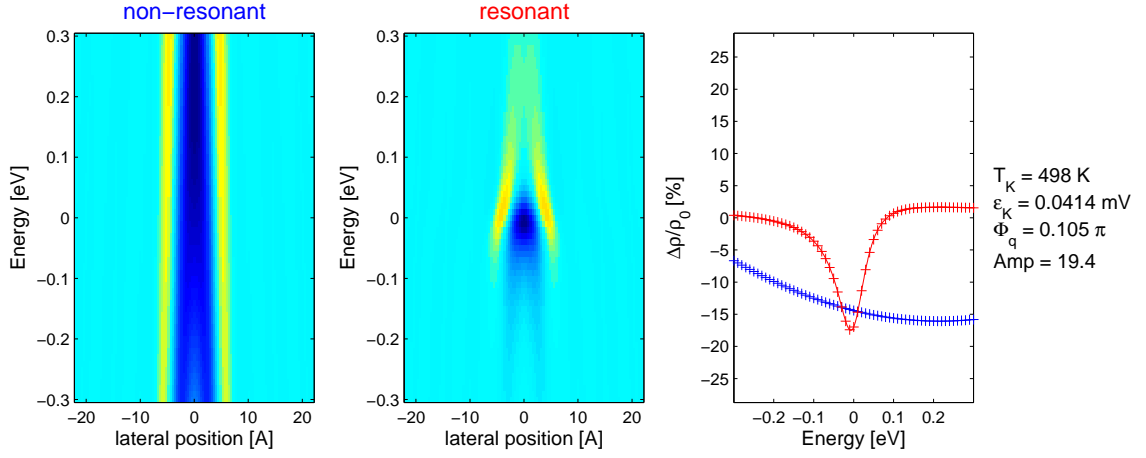 non−resonant
0.3
0.2
0.1
0
−0.1
−0.2
−0.3
Energy [eV]
−20 −10 0 10 20
lateral position [A]
resonant
0.3
0.2
0.1
0
−0.1
−0.2
−0.3
Energy [eV]
−20 −10 0 10 20
lateral position [A]
25
20
15
10
5
0
−5
−10
−15
−20
−25
Δρ/ρ0 [%]
−0.2 −0.1 0 0.1 0.2
Energy [eV]
TK = 498 K
εK = 0.0414 mV
Φq = 0.105 π
Amp = 19.4